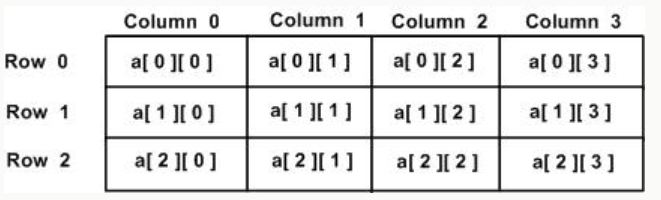 Column 0 Column 1 Column 2 Column 3
Row 0 a[ 0 ][ 0 ] a[ 0 ][ 1 ] a[ 0 ][ 2 ] a[ 0 ][ 3 ]
Row 1 a[ 1 ][ 0 ] a[ 1 ][ 1 ] a[ 1 ][ 2 ] a[ 1 ][ 3 ]
Row 2 a[ 2 ][ 0 ] a[ 2 ][ 1 ] a[ 2 ][ 2 ] a[ 2 ][ 3 ]